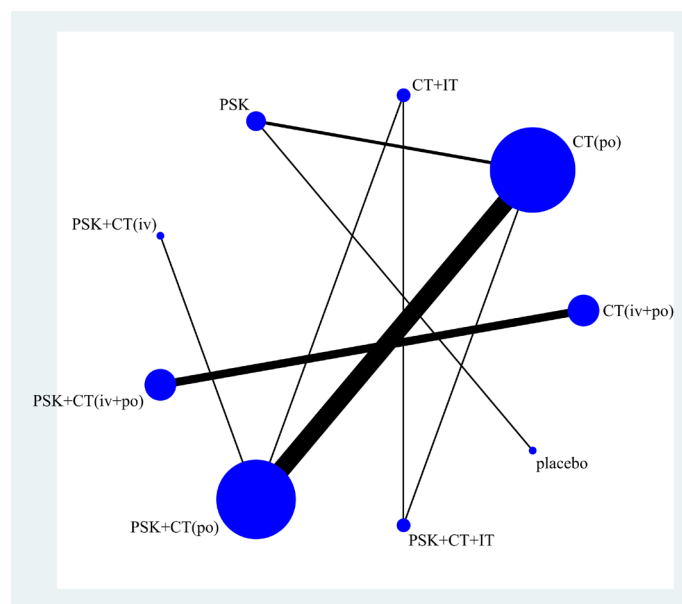 CT+IT
PSK
CT(po)
PSK+CT(iv)
CT(iv+po)
PSK+CT(iv+po)
placebo
PSK+CT(po)
PSK+CT+IT